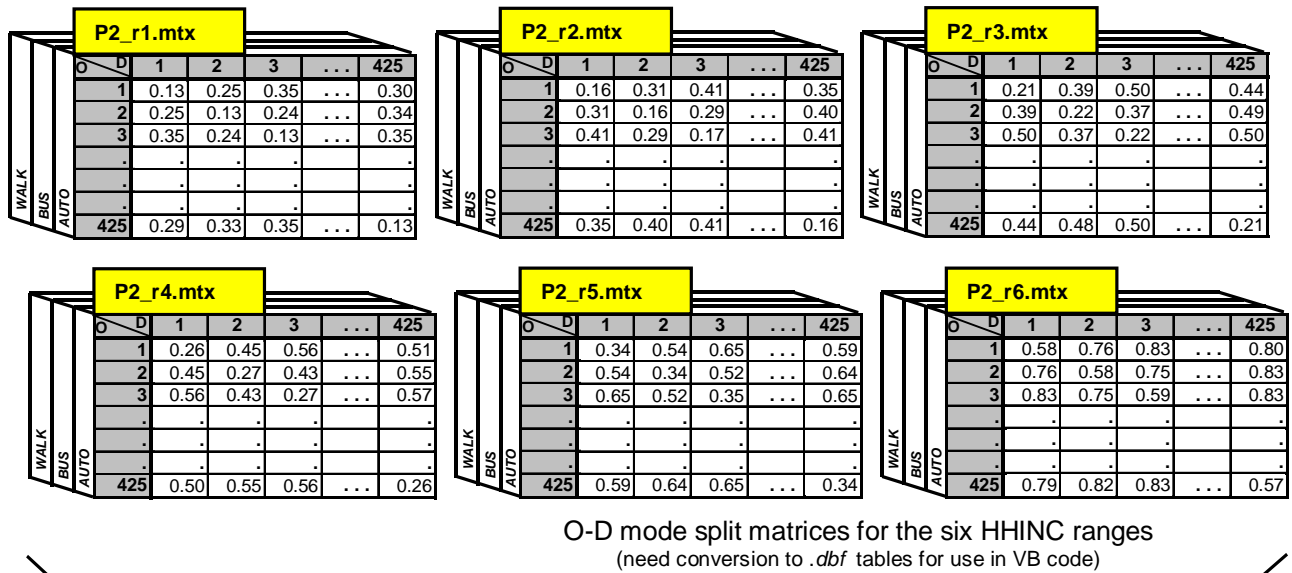 P2_r1.mtx
O D 1 2 3 . . . 425
1 0.13 0.25 0.35 . . . 0.30
2 0.25 0.13 0.24 . . . 0.34
3 0.35 0.24 0.13 . . . 0.35
. . . . .
. . . . .
. . . . .
425 0.29 0.33 0.35 . . . 0.13
WALK
BUS
AUTO
P2_r2.mtx
O D 1 2 3 . . . 425
1 0.16 0.31 0.41 . . . 0.35
2 0.31 0.16 0.29 . . . 0.40
3 0.41 0.29 0.17 . . . 0.41
. . . . .
. . . . .
. . . . .
425 0.35 0.40 0.41 . . . 0.16
WALK
BUS
AUTO
P2_r3.mtx
O D 1 2 3 . . . 425
1 0.21 0.39 0.50 . . . 0.44
2 0.39 0.22 0.37 . . . 0.49
3 0.50 0.37 0.22 . . . 0.50
. . . . .
. . . . .
. . . . .
425 0.44 0.48 0.50 . . . 0.21
WALK
BUS
AUTO
P2_r4.mtx
O D 1 2 3 . . . 425
1 0.26 0.45 0.56 . . . 0.51
2 0.45 0.27 0.43 . . . 0.55
3 0.56 0.43 0.27 . . . 0.57
. . . . .
. . . . .
. . . . .
425 0.50 0.55 0.56 . . . 0.26
WALK
BUS
AUTO
P2_r5.mtx
O D 1 2 3 . . . 425
1 0.34 0.54 0.65 . . . 0.59
2 0.54 0.34 0.52 . . . 0.64
3 0.65 0.52 0.35 . . . 0.65
. . . . .
. . . . .
. . . . .
425 0.59 0.64 0.65 . . . 0.34
WALK
BUS
AUTO
P2_r6.mtx
O D 1 2 3 . . . 425
1 0.58 0.76 0.83 . . . 0.80
2 0.76 0.58 0.75 . . . 0.83
3 0.83 0.75 0.59 . . . 0.83
. . . . .
. . . . .
. . . . .
425 0.79 0.82 0.83 . . . 0.57
WALK
BUS
AUTO
O-D mode split matrices for the six HHINC ranges
(need conversion to .dbf tables for use in VB code)